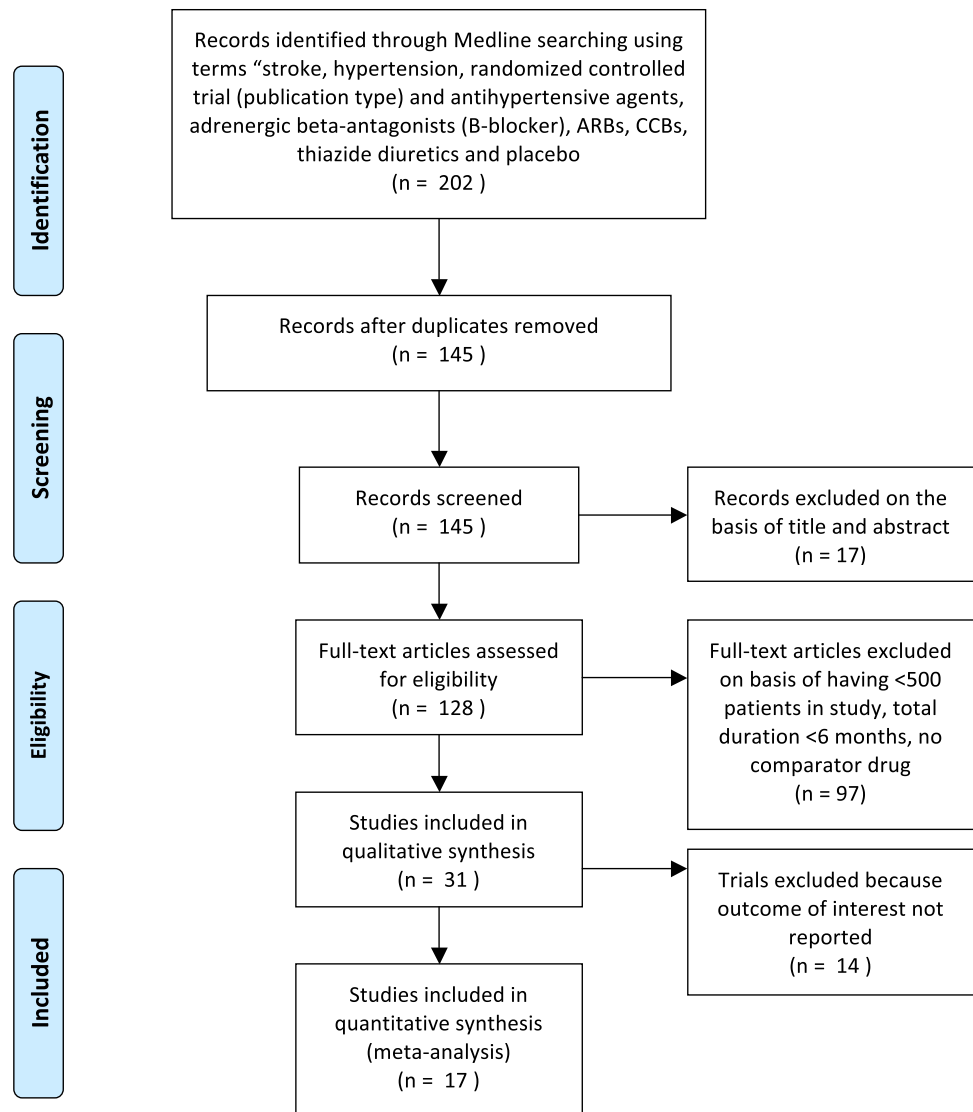 Records identified through Medline searching using
terms “stroke, hypertension, randomized controlled
trial (publication type) and antihypertensive agents,
adrenergic beta-antagonists (B-blocker), ARBs, CCBs,
thiazide diuretics and placebo
(n = 202 )
Identification
Records after duplicates removed
(n = 145 )
Screening
Records screened
(n = 145 )
Records excluded on the
basis of title and abstract
(n = 17)
Eligibility
Full-text articles assessed
for eligibility
(n = 128 )
Full-text articles excluded
on basis of having <500
patients in study, total
duration <6 months, no
comparator drug
(n = 97)
Studies included in
qualitative synthesis
(n = 31 )
Trials excluded because
outcome of interest not
reported
(n = 14 )
Included
Studies included in
quantitative synthesis
(meta-analysis)
(n = 17 )